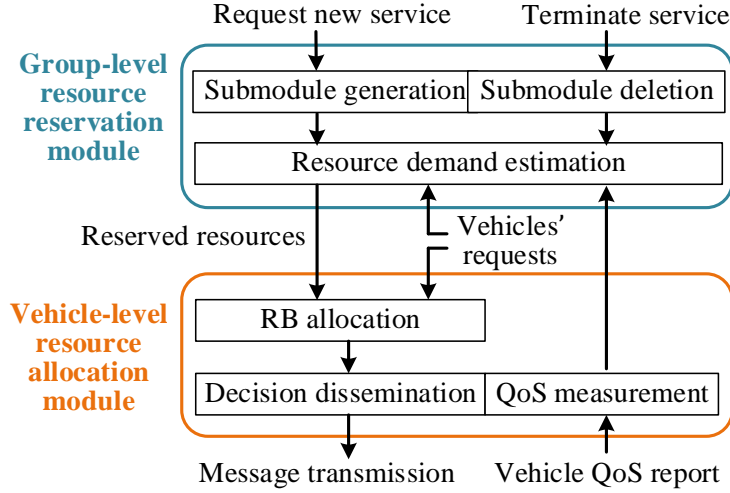 Request new service
Terminate service
Group-level
resource
reservation
module
Submodule generation
Submodule deletion
Resource demand estimation
Reserved resources
Vehicles’
requests
Vehicle-level
resource
allocation
module
RB allocation
Decision dissemination
QoS measurement
Message transmission
Vehicle QoS report